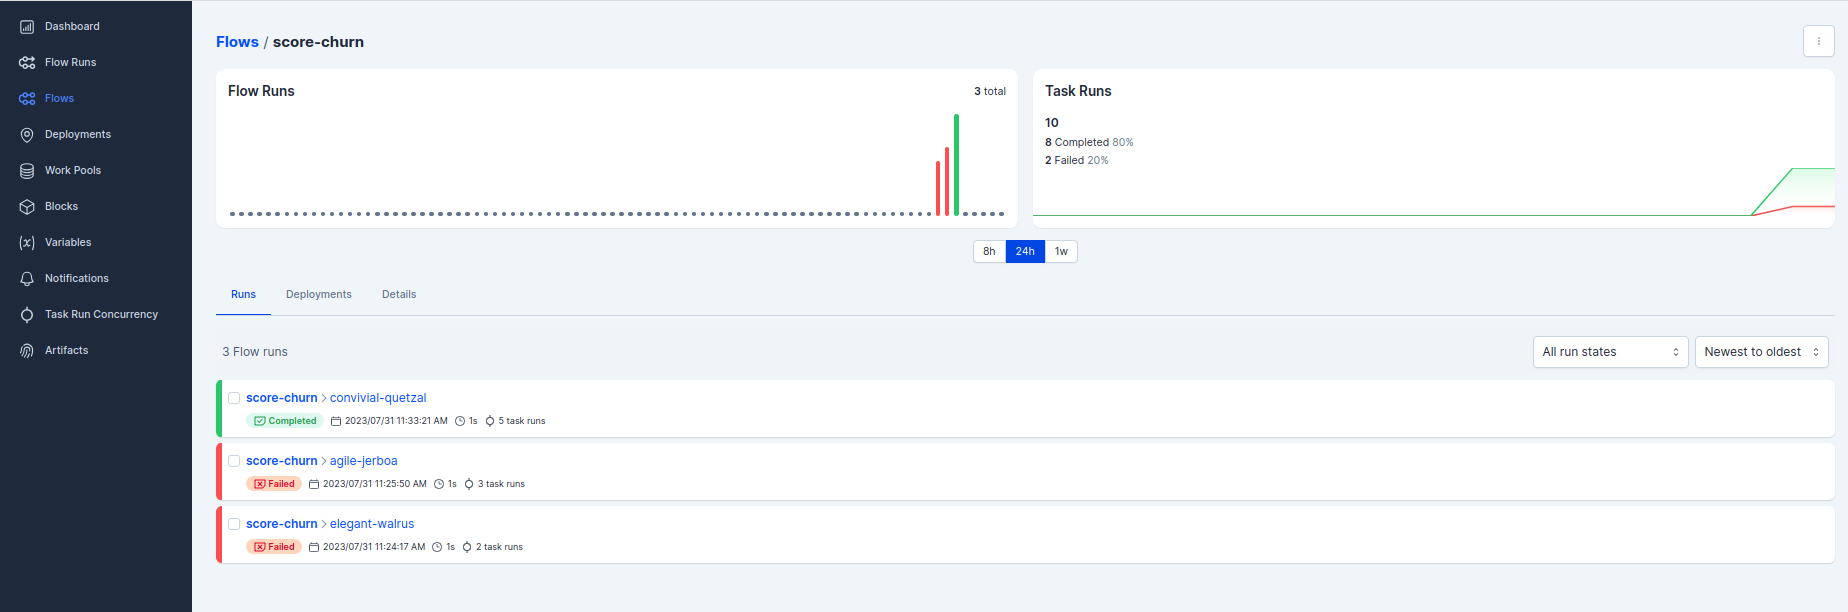 Dashboard
Flow Runs
Flows
Deployments
Work Pools
Blocks
Variables
Notifications
Task Run Concurrency
Artifacts
Flows / score-churn
Flow Runs
3 total
Task Runs
10
8 Completed 80%
2 Failed 20%
8h 24h 1w
Runs Deployments Details
3 Flow runs
All run states
Newest to oldest
score-churn > convivial-quetzal
Completed 2023/07/31 11:33:21 AM 1s 5 task runs
score-churn > agile-jerboa
Failed 2023/07/31 11:25:50 AM 1s 3 task runs
score-churn > elegant-walrus
Failed 2023/07/31 11:24:17 AM 1s 2 task runs